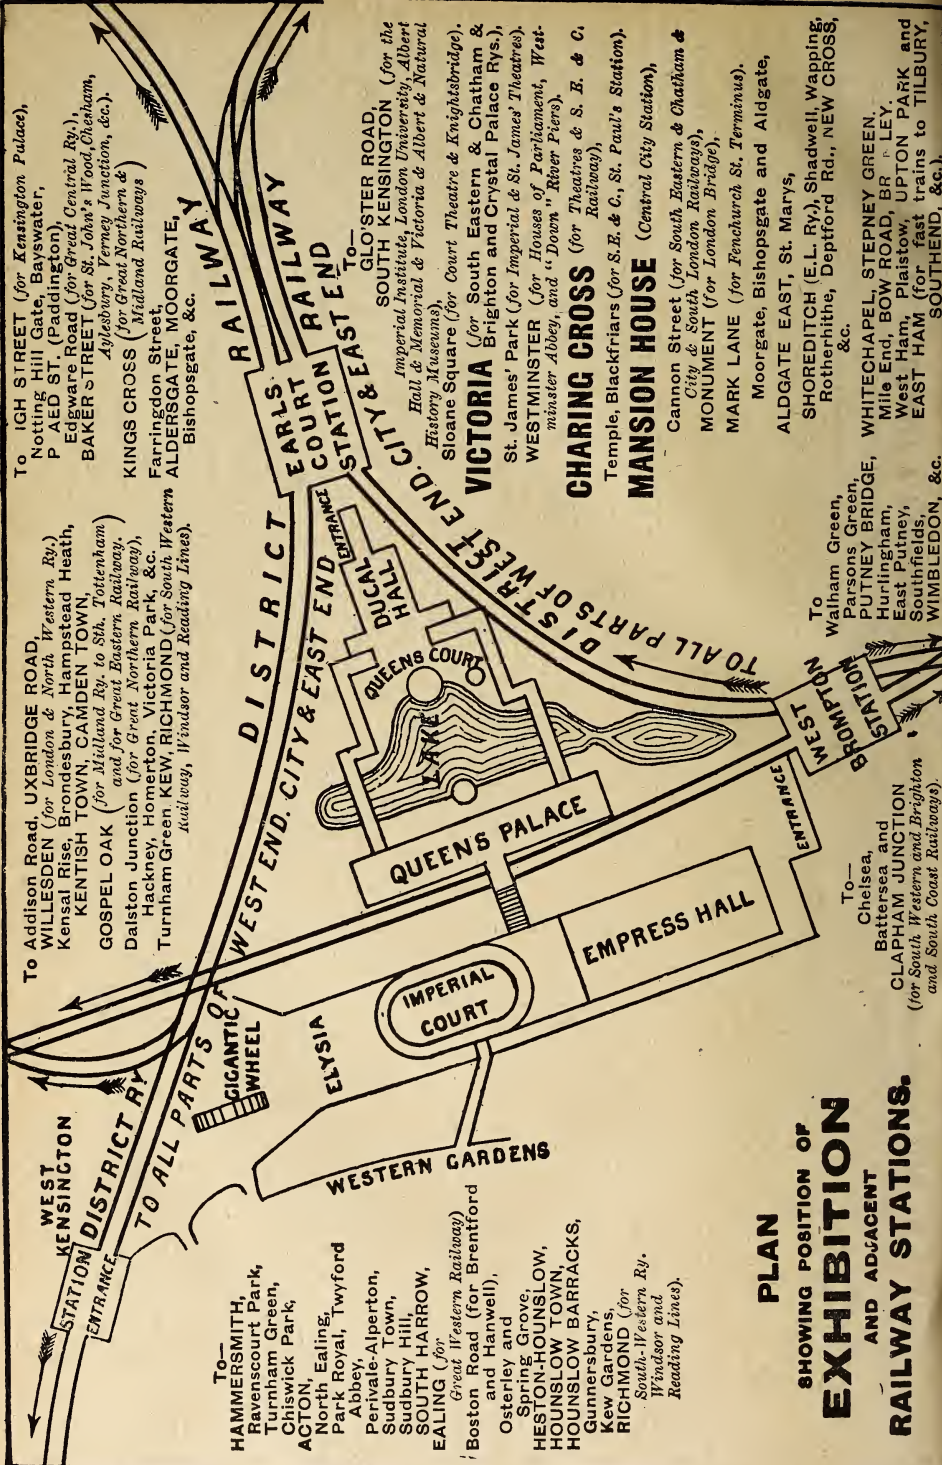 PLAN
SHOWING POSITION OF
EXHIBITION
AND ADJACENT
RAILWAY STATIONS.
To—
HAMMERSMITH,
Ravenscourt Park,
Turnham Green,
Chiswick Park,
ACTON,
North Ealing,
Park Royal, Twyford
Abbey,
Perivale-Alperton,
Sudbury Town,
Sudbury Hill,
SOUTH HARROW,
EALING (for
Great Western Railway)
Boston Road (for Brentford
and Hanwell),
Osterley and
Spring Grove,
HESTON-HOUNSLOW,
HOUNSLOW TOWN,
HOUNSLOW BARRACKS,
Gunnersbury,
Kew Gardens,
RICHMOND (for
South-Western Ry.
Windsor and
Reading Lines).
WEST
KENSINGTON
STATION
ENTRANCE
DISTRICT RY
TO ALL PARTS OF WEST END. CITY & EAST END
GIGANTIC
WHEEL
ELYSIA
WESTERN GARDENS
IMPERIAL
COURT
EMPRESS HALL
QUEENS PALACE
LAKE
QUEENS COURT
DUCAL
HALL
ENTRANCE
DISTRICT RAILWAY
EARLS
COURT
STATION
DISTRICT RAILWAY
TO ALL PARTS OF WEST END. CITY & EAST END
ENTRANCE
WEST
BROMPTON
STATION
To Addison Road, UXBRIDGE ROAD,
WILLESDEN (for London & North Western Ry.)
Kensal Rise, Brondesbury, Hampstead Heath,
KENTISH TOWN, CAMDEN TOWN,
GOSPEL OAK (for Midland Ry. to Sth. Tottenham
and for Great Eastern Railway.)
Dalston Junction (for Great Northern Railway),
Hackney, Homerton, Victoria Park, &c.
Turnham Green. KEW, RICHMOND (for South Western
Railway, Windsor and Reading Lines).
To IGH STREET (for Kensington Palace),
Notting Hill Gate, Bayswater,
P AED ST. (Paddington),
Edgware Road (for Great Central Ry.),
BAKER STREET (for St. John's Wood, Chesham,
Aylesbury, Verney Junction, &c.).
KINGS CROSS (for Great Northern &
Midland Railways)
Farringdon Street,
ALDERSGATE, MOORGATE,
Bishopsgate, &c.
To—
GLO'STER ROAD,
SOUTH KENSINGTON (for the
Imperial Institute, London University, Albert
Hall & Memorial & Victoria & Albert & Natural
History Museums),
Sloane Square (for Court Theatre & Knightsbridge).
VICTORIA (for South Eastern & Chatham &
Brighton and Crystal Palace Rys.),
St. James' Park (for Imperial & St. James' Theatres).
WESTMINSTER (for Houses of Parliament, West-
minster Abbey, and "Down" River Piers).
CHARING CROSS (for Theatres & S. E. & C.
Railway),
Temple, Blackfriars (for S.E. & C., St. Paul's Station).
MANSION HOUSE (Central City Station),
Cannon Street (for South Eastern & Chatham &
City & South London Railways),
MONUMENT (for London Bridge),
MARK LANE (for Fenchurch St. Terminus).
Moorgate, Bishopsgate and Aldgate,
ALDGATE EAST, St. Marys,
SHOREDITCH (E.L. Ry.), Shadwell, Wapping,
Rotherhithe, Deptford Rd., NEW CROSS,
&c.
WHITECHAPEL, STEPNEY GREEN.
Mile End, BOW ROAD, BR LEY.
West Ham, Plaistow, UPTON PARK and
EAST HAM (for fast trains to TILBURY,
SOUTHEND, &c.).
To
Walham Green,
Parsons Green,
PUTNEY BRIDGE,
Hurlingham,
East Putney,
Southfields,
WIMBLEDON, &c.
To—
Chelsea,
Battersea and
CLAPHAM JUNCTION
(for South Western and Brighton
and South Coast Railways).